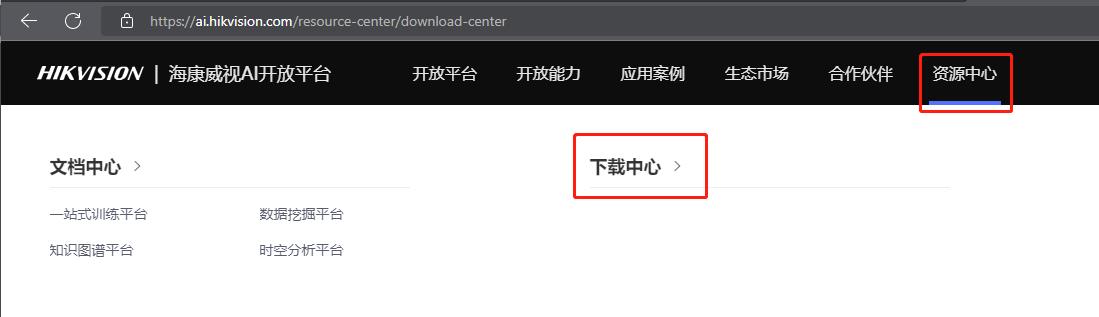 https://ai.hikvision.com/resource-center/download-center
HIKVISION | 海康威视AI开放平台 开放平台 开放能力 应用案例 生态市场 合作伙伴 资源中心
文档中心 > 下载中心 >
一站式训练平台 数据挖掘平台
知识图谱平台 时空分析平台